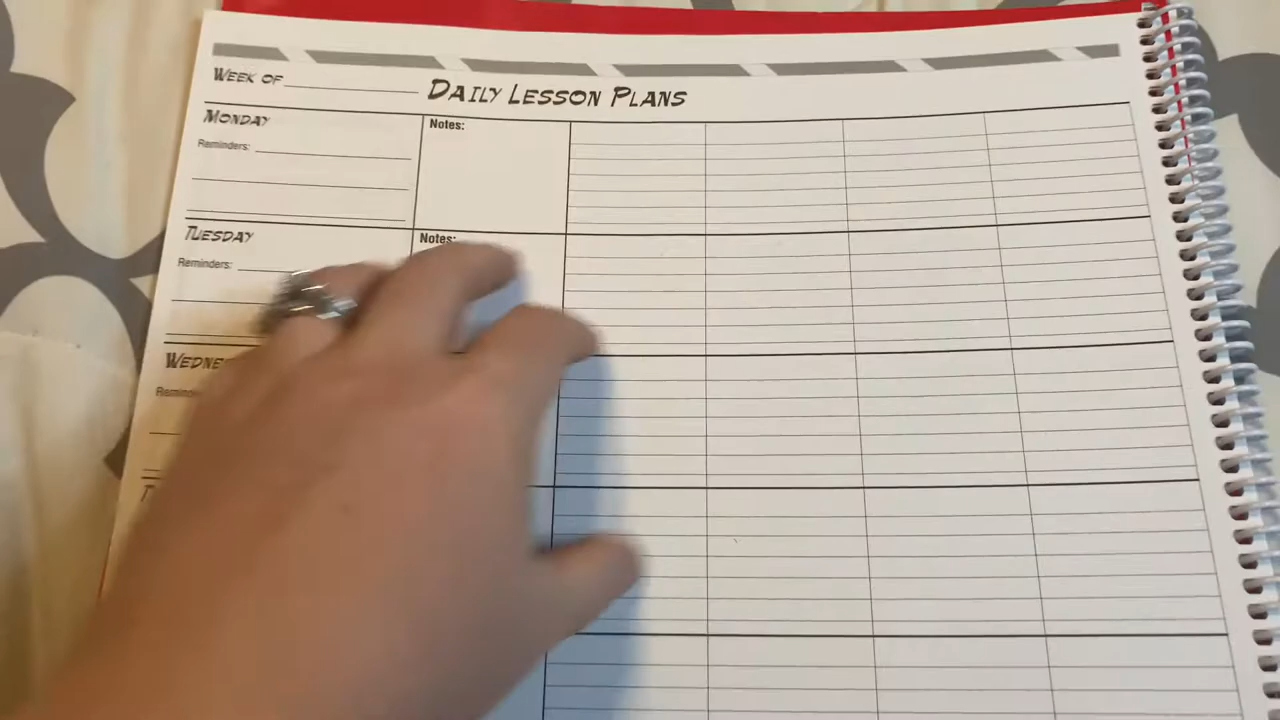 WEEK OF
DAILY LESSON PLANS
MONDAY
Notes:
Reminders:
TUESDAY
Notes:
Reminders: